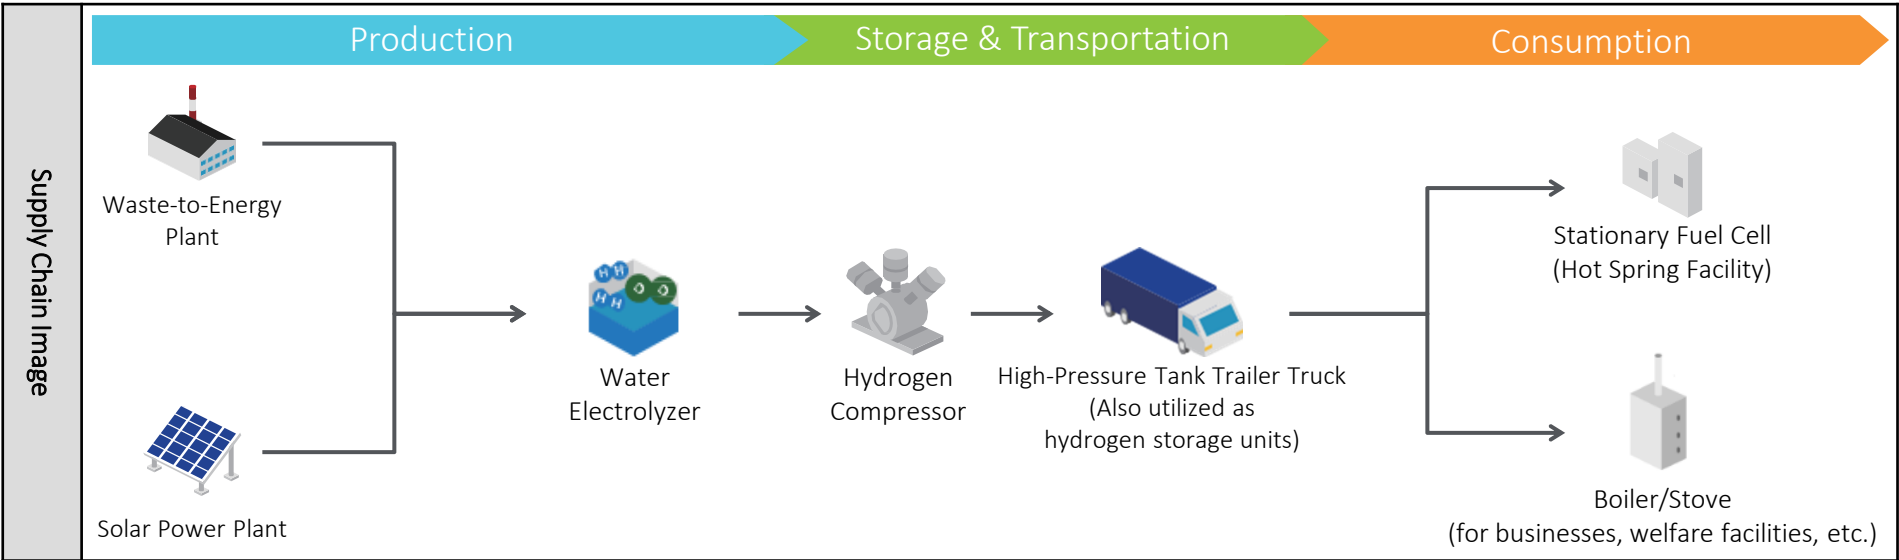 Supply Chain Image
Production
Storage & Transportation
Consumption
Waste-to-Energy
Plant
Solar Power Plant
H H
H H
Water
Electrolyzer
Hydrogen
Compressor
High-Pressure Tank Trailer Truck
(Also utilized as
hydrogen storage units)
Stationary Fuel Cell
(Hot Spring Facility)
Boiler/Stove
(for businesses, welfare facilities, etc.)